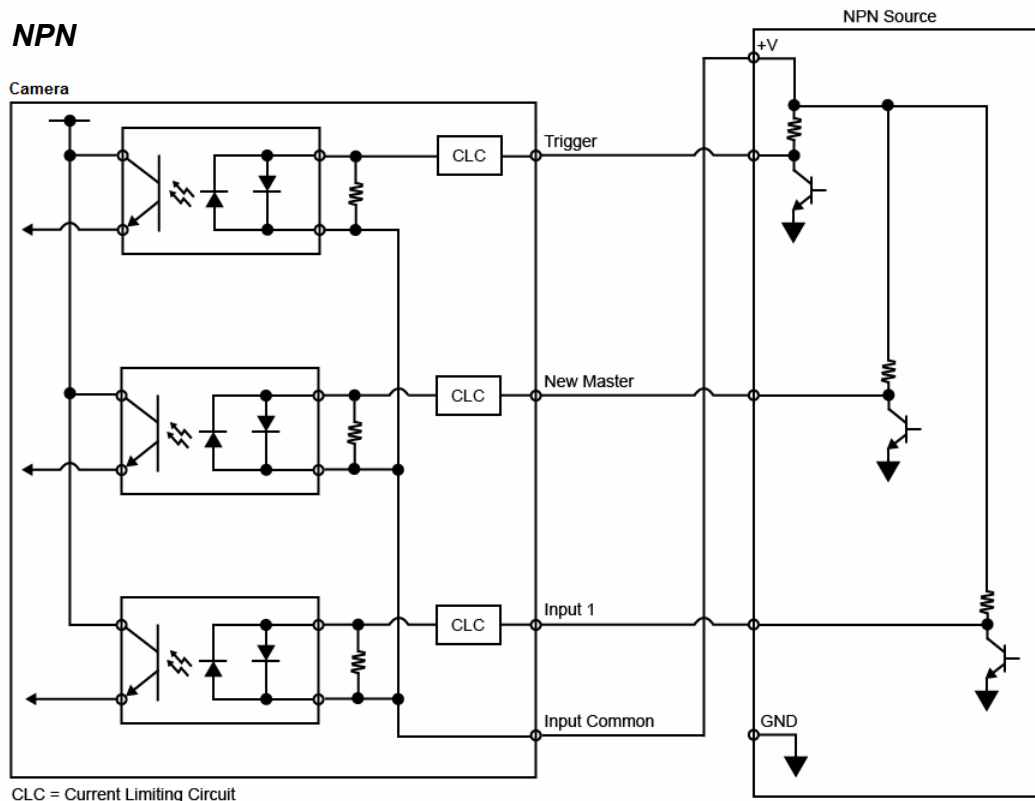 NPN
NPN Source
Camera
+V
Trigger
CLC
New Master
CLC
Input 1
CLC
Input Common
GND
CLC = Current Limiting Circuit